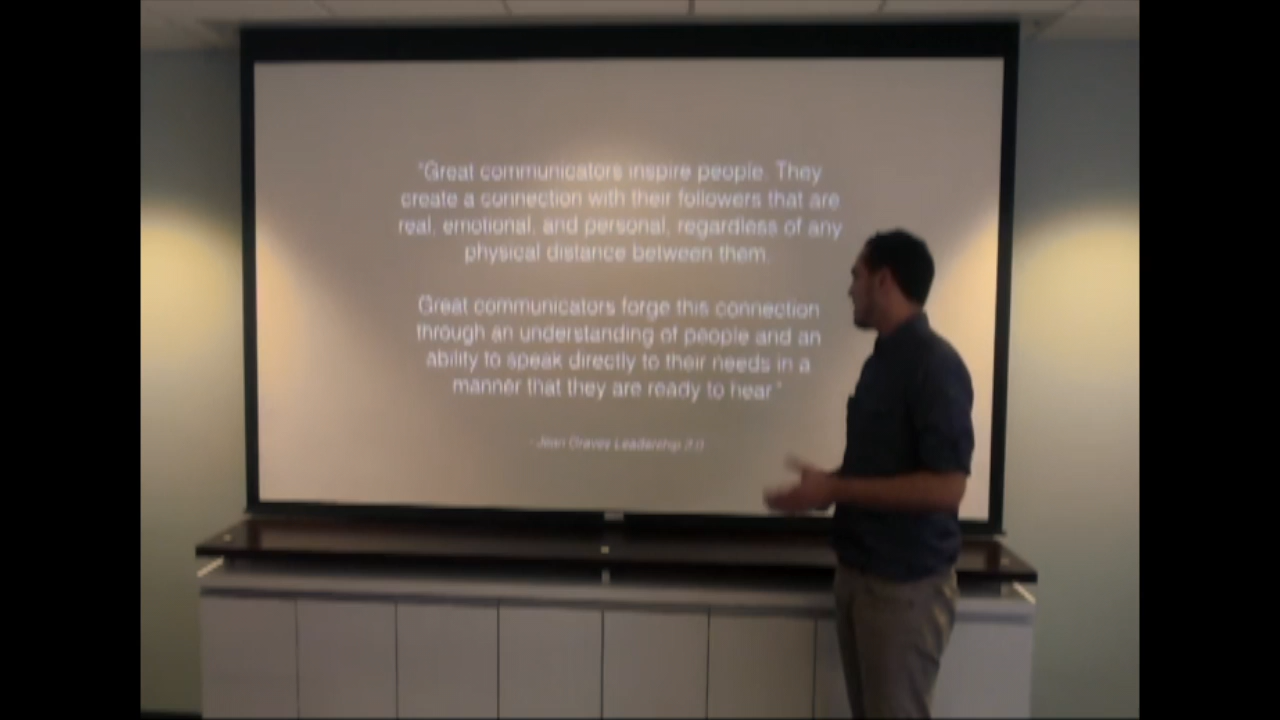 "Great communicators inspire people. They
create a connection with their followers that are
real, emotional, and personal, regardless of any
physical distance between them.
Great communicators forge this connection
through an understanding of people and an
ability to speak directly to their needs in a
manner that they are ready to hear."
- Jean Graves Leadership 2.0